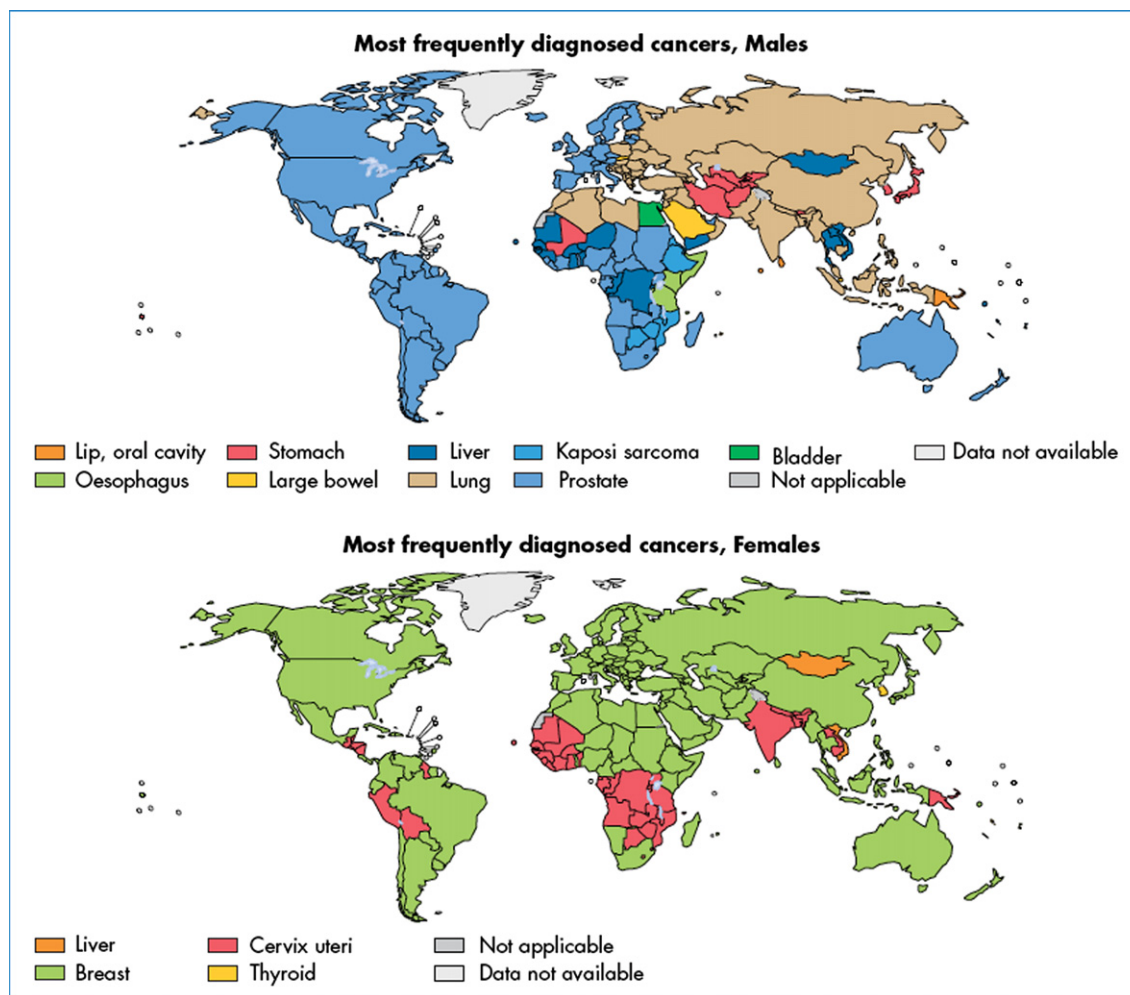 Most frequently diagnosed cancers, Males
Lip, oral cavity Stomach Liver Kaposi sarcoma Bladder Data not available
Oesophagus Large bowel Lung Prostate Not applicable
Most frequently diagnosed cancers, Females
Liver Cervix uteri Not applicable
Breast Thyroid Data not available